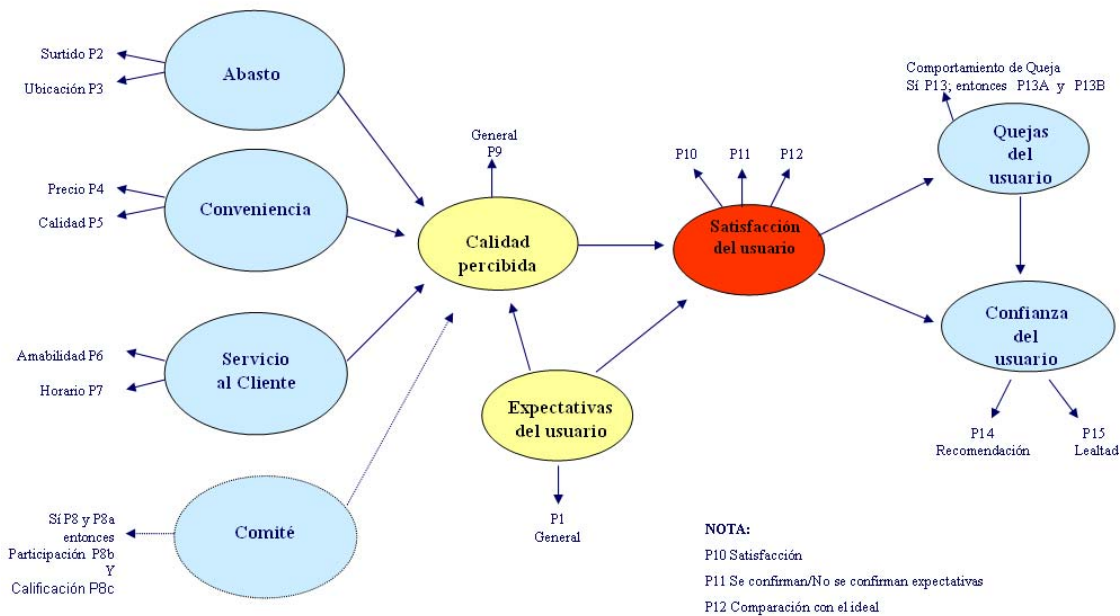 Surtido P2
Ubicación P3
Abasto
Precio P4
Calidad P5
Conveniencia
Amabilidad P6
Horario P7
Servicio
al Cliente
Sí P8 y P8a
entonces
Participación P8b
Y
Calificación P8c
Comité
General
P9
Calidad
percibida
Expectativas
del usuario
P1
General
P10
P11
P12
Satisfacción
del usuario
Comportamiento de Queja
Sí P13; entonces P13A y P13B
Quejas
del
usuario
Confianza
del
usuario
P14
Recomendación
P15
Lealtad
NOTA:
P10 Satisfacción
P11 Se confirman/No se confirman expectativas
P12 Comparación con el ideal